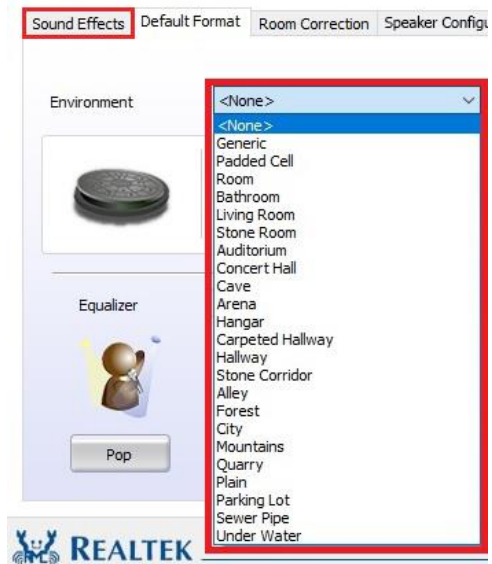 Sound Effects Default Format Room Correction Speaker Configu
Environment
<None>
<None>
Generic
Padded Cell
Room
Bathroom
Living Room
Stone Room
Auditorium
Concert Hall
Cave
Arena
Hangar
Carpeted Hallway
Hallway
Stone Corridor
Alley
Forest
City
Mountains
Quarry
Plain
Parking Lot
Sewer Pipe
Under Water
Equalizer
Pop
REALTEK